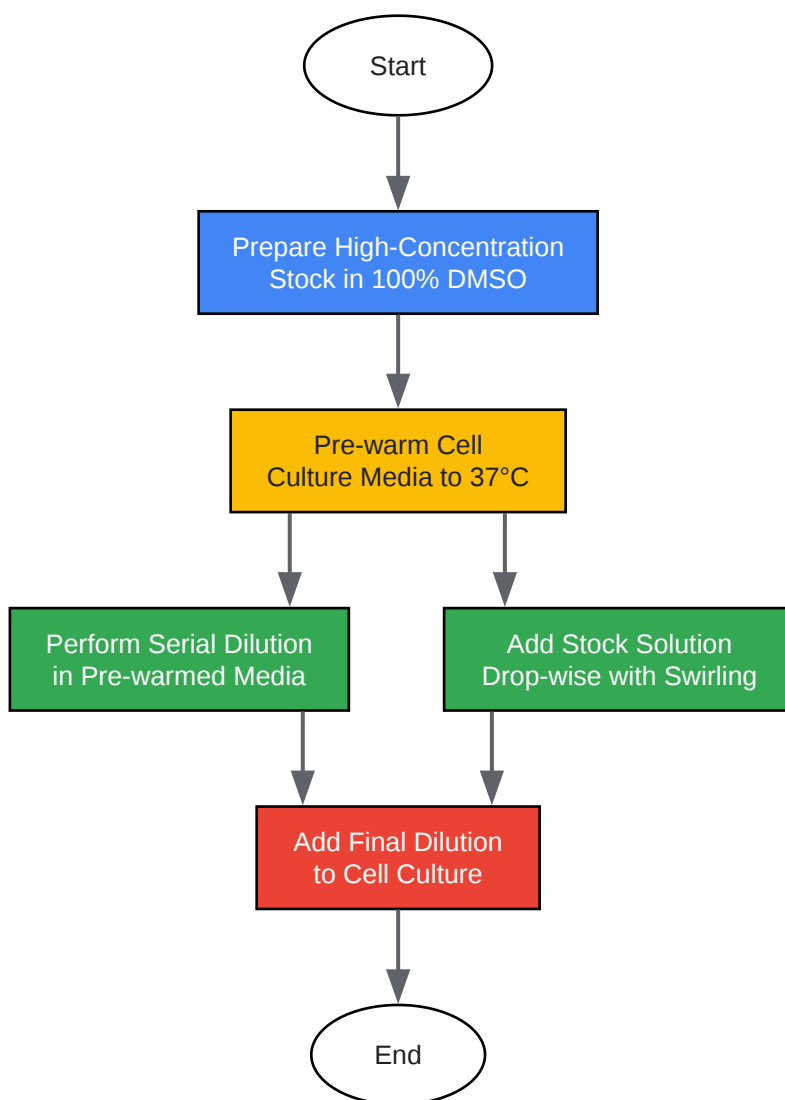 Start
Prepare High-Concentration
Stock in 100% DMSO
Pre-warm Cell
Culture Media to 37°C
Perform Serial Dilution
in Pre-warmed Media
Add Stock Solution
Drop-wise with Swirling
Add Final Dilution
to Cell Culture
End